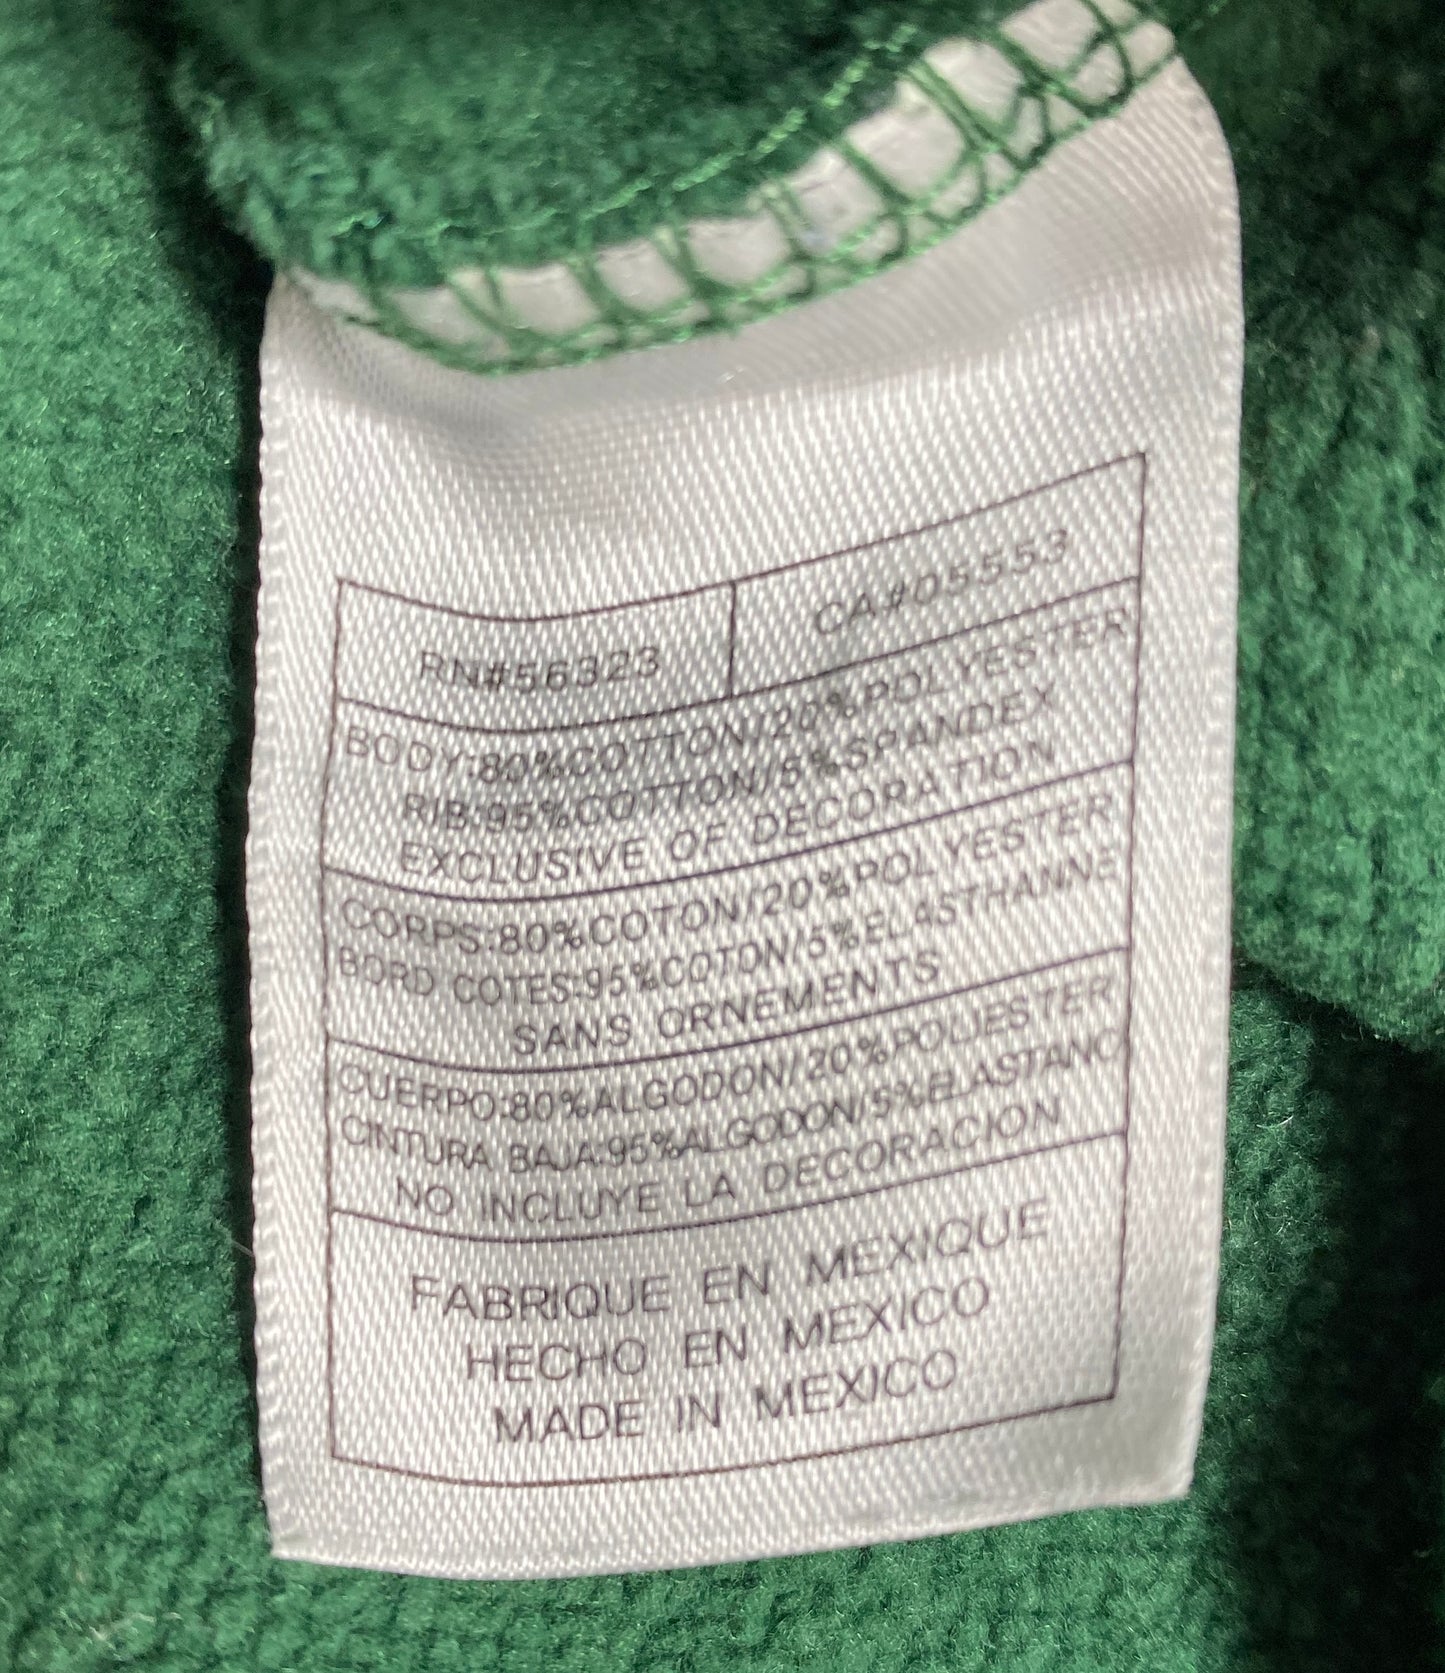 RN#56323 CA#05553
BODY:80%COTTON/20%POLYESTER
RIB:95%COTTON/5%SPANDEX
EXCLUSIVE OF DECORATION
CORPS:80%COTON/20%POLYESTER
BORD COTES:95%COTON/5%ELASTHANNE
SANS ORNEMENTS
CUERPO:80%ALGODON/20%POLIESTER
CINTURA BAJA:95%ALGODON/5%ELASTANO
NO INCLUYE LA DECORACION
FABRIQUE EN MEXIQUE
HECHO EN MEXICO
MADE IN MEXICO